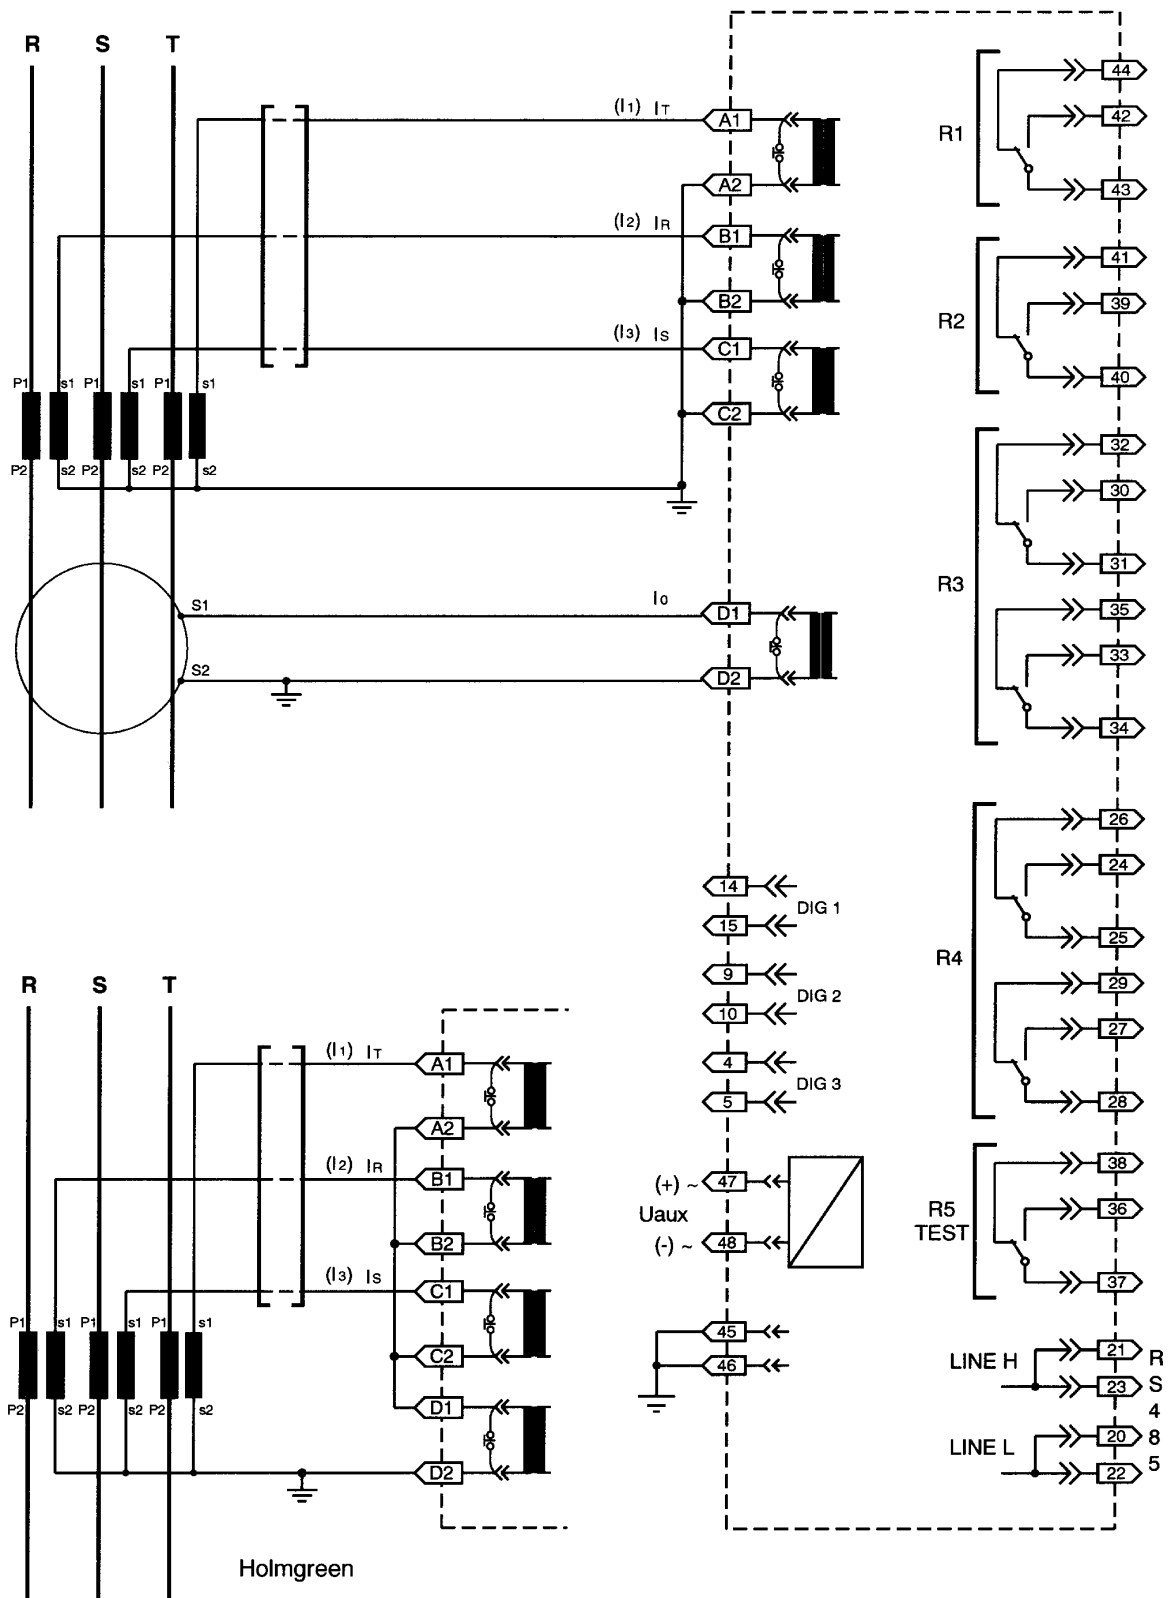 R S T
(I1) IT
A1
A2
(I2) IR
B1
B2
(I3) IS
C1
C2
P1 s1 P1 s1 P1 s1
P2 s2 P2 s2 P2 s2
S1
I0
D1
S2
D2
R1
44
42
43
R2
41
39
40
R3
32
30
31
35
33
34
14
15
DIG 1
9
10
DIG 2
4
5
DIG 3
R4
26
24
25
29
27
28
(+) ~
47
Uaux
(-) ~
48
R5
TEST
38
36
37
45
46
LINE H
21
23
LINE L
20
22
R
S
4
8
5
R S T
(I1) IT
A1
A2
(I2) IR
B1
B2
(I3) IS
C1
C2
P1 s1 P1 s1 P1 s1
P2 s2 P2 s2 P2 s2
D1
D2
Holmgreen